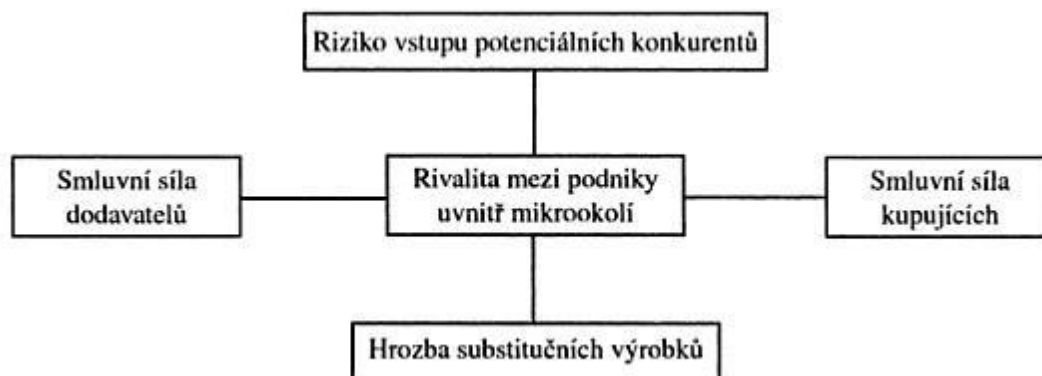 Riziko vstupu potenciálních konkurentů
Smluvní síla
dodavatelů
Rivalita mezi podniky
uvnitř mikrookolí
Smluvní síla
kupujících
Hrozba substitučních výrobků